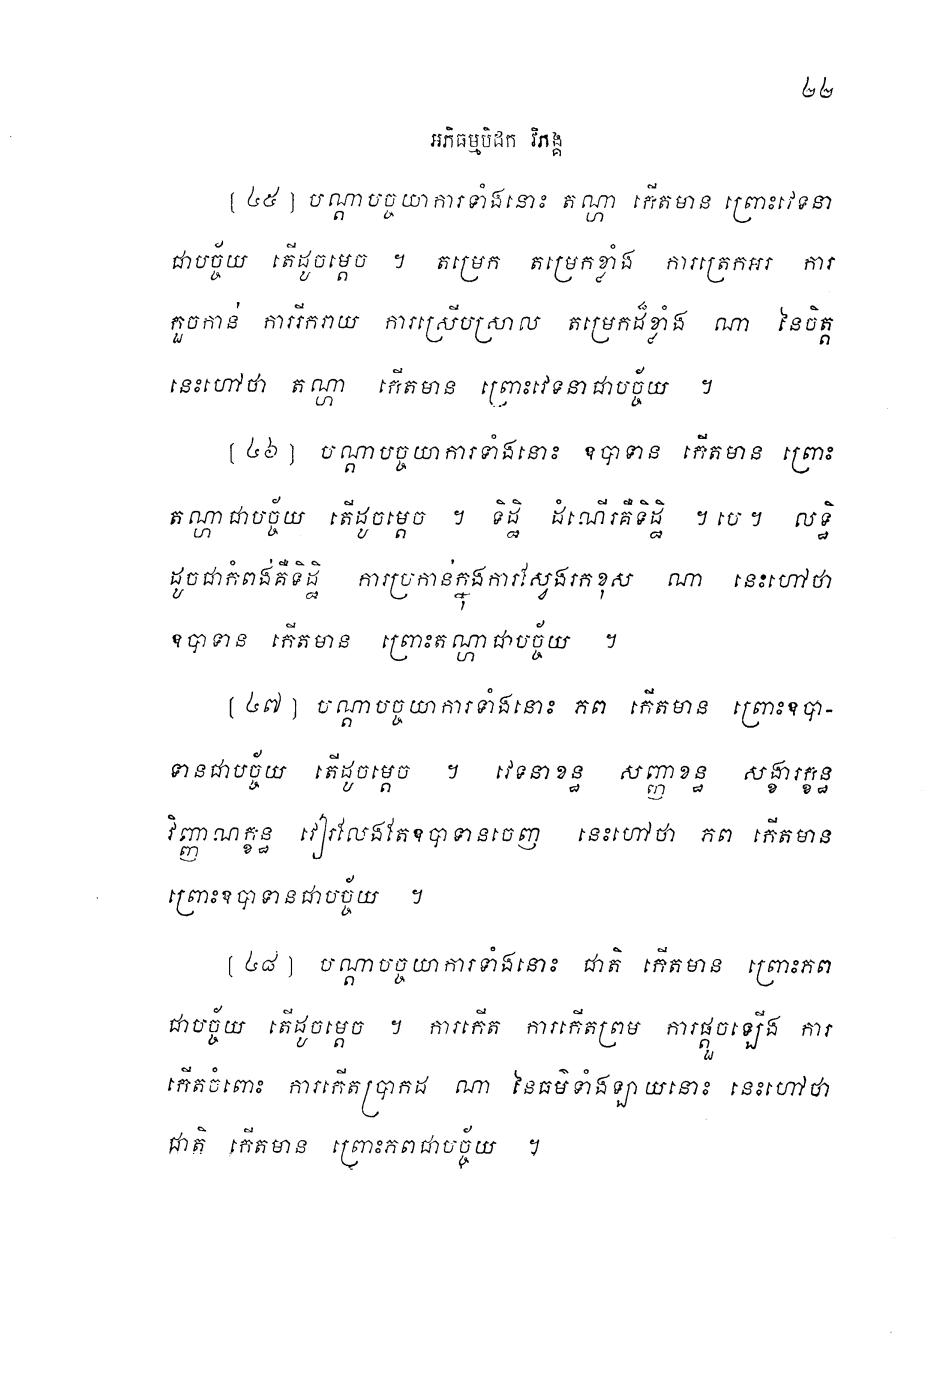 ២២
អភិធម្មបិដក វិភង្គ
[៤៥] បណ្តាបច្ចយាការទាំងនោះ តណ្ហា កើតមាន ព្រោះវេទនា
ជាបច្ច័យ តើដូចម្តេច ។ តម្រេក តម្រេកខ្លាំង ការត្រេកអរ ការ
តួចកាន់ ការរីករាយ ការស្រើបស្រាល តម្រេកដ៏ខ្លាំង ណា នៃចិត្ត
នេះហៅថា តណ្ហា កើតមាន ព្រោះវេទនាជាបច្ច័យ ។
[៤៦] បណ្តាបច្ចយាការទាំងនោះ ឧបាទាន កើតមាន ព្រោះ
តណ្ហាជាបច្ច័យ តើដូចម្តេច ។ ទិដ្ឋិ ដំណើរគឺទិដ្ឋិ ។ បេ ។ លទ្ធិ
ដូចជាកំពង់គឺទិដ្ឋិ ការប្រកាន់ក្នុងការស្វែងរកខុស ណា នេះហៅថា
ឧបាទាន កើតមាន ព្រោះតណ្ហាជាបច្ច័យ ។
[៤៧] បណ្តាបច្ចយាការទាំងនោះ ភព កើតមាន ព្រោះឧបា-
ទានជាបច្ច័យ តើដូចម្តេច ។ វេទនាខន្ធ សញ្ញាខន្ធ សង្ខារក្ខន្ធ
វិញ្ញាណក្ខន្ធ វៀរលែងតែឧបាទានចេញ នេះហៅថា ភព កើតមាន
ព្រោះឧបាទានជាបច្ច័យ ។
[៤៨] បណ្តាបច្ចយាការទាំងនោះ ជាតិ កើតមាន ព្រោះភព
ជាបច្ច័យ តើដូចម្តេច ។ ការកើត ការកើតព្រម ការផ្តួចឡើង ការ
កើតចំពោះ ការកើតប្រាកដ ណា នៃធម៌ទាំងឡាយនោះ នេះហៅថា
ជាតិ កើតមាន ព្រោះភពជាបច្ច័យ ។